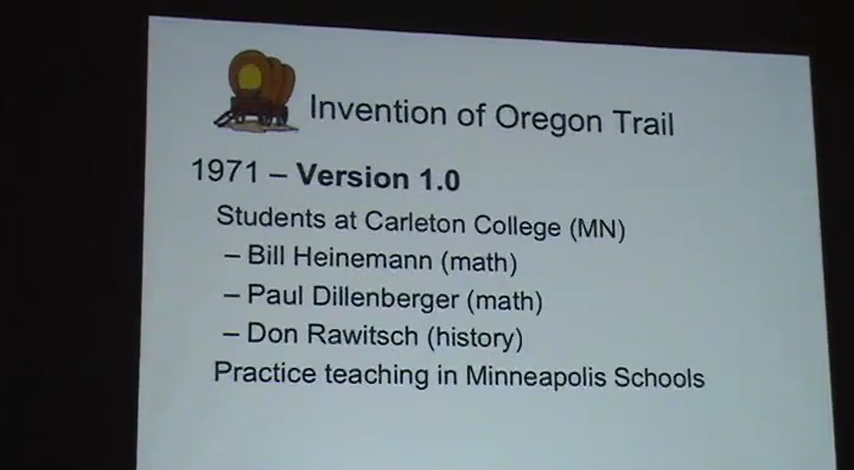 Invention of Oregon Trail
1971 – Version 1.0
Students at Carleton College (MN)
– Bill Heinemann (math)
– Paul Dillenberger (math)
– Don Rawitsch (history)
Practice teaching in Minneapolis Schools